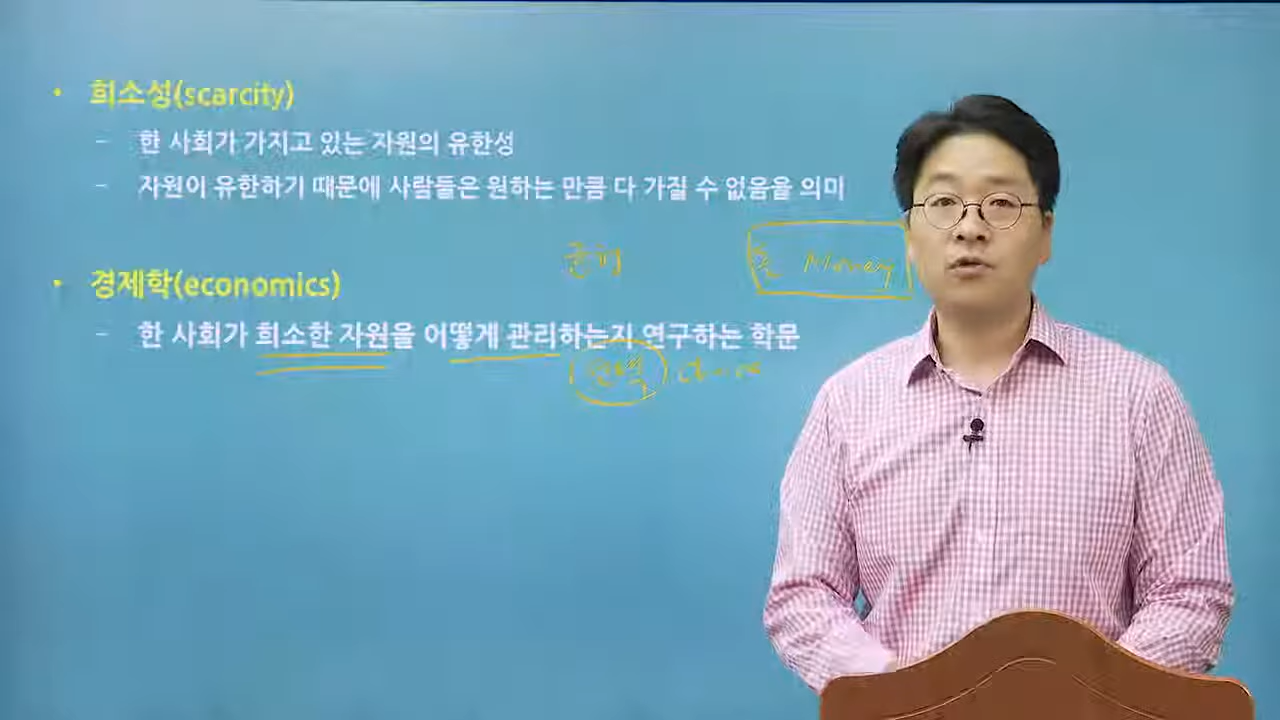 • 희소성(scarcity)
– 한 사회가 가지고 있는 자원의 유한성
– 자원이 유한하기 때문에 사람들은 원하는 만큼 다 가질 수 없음을 의미
Money
• 경제학(economics)
– 한 사회가 희소한 자원을 어떻게 관리하는지 연구하는 학문
선택